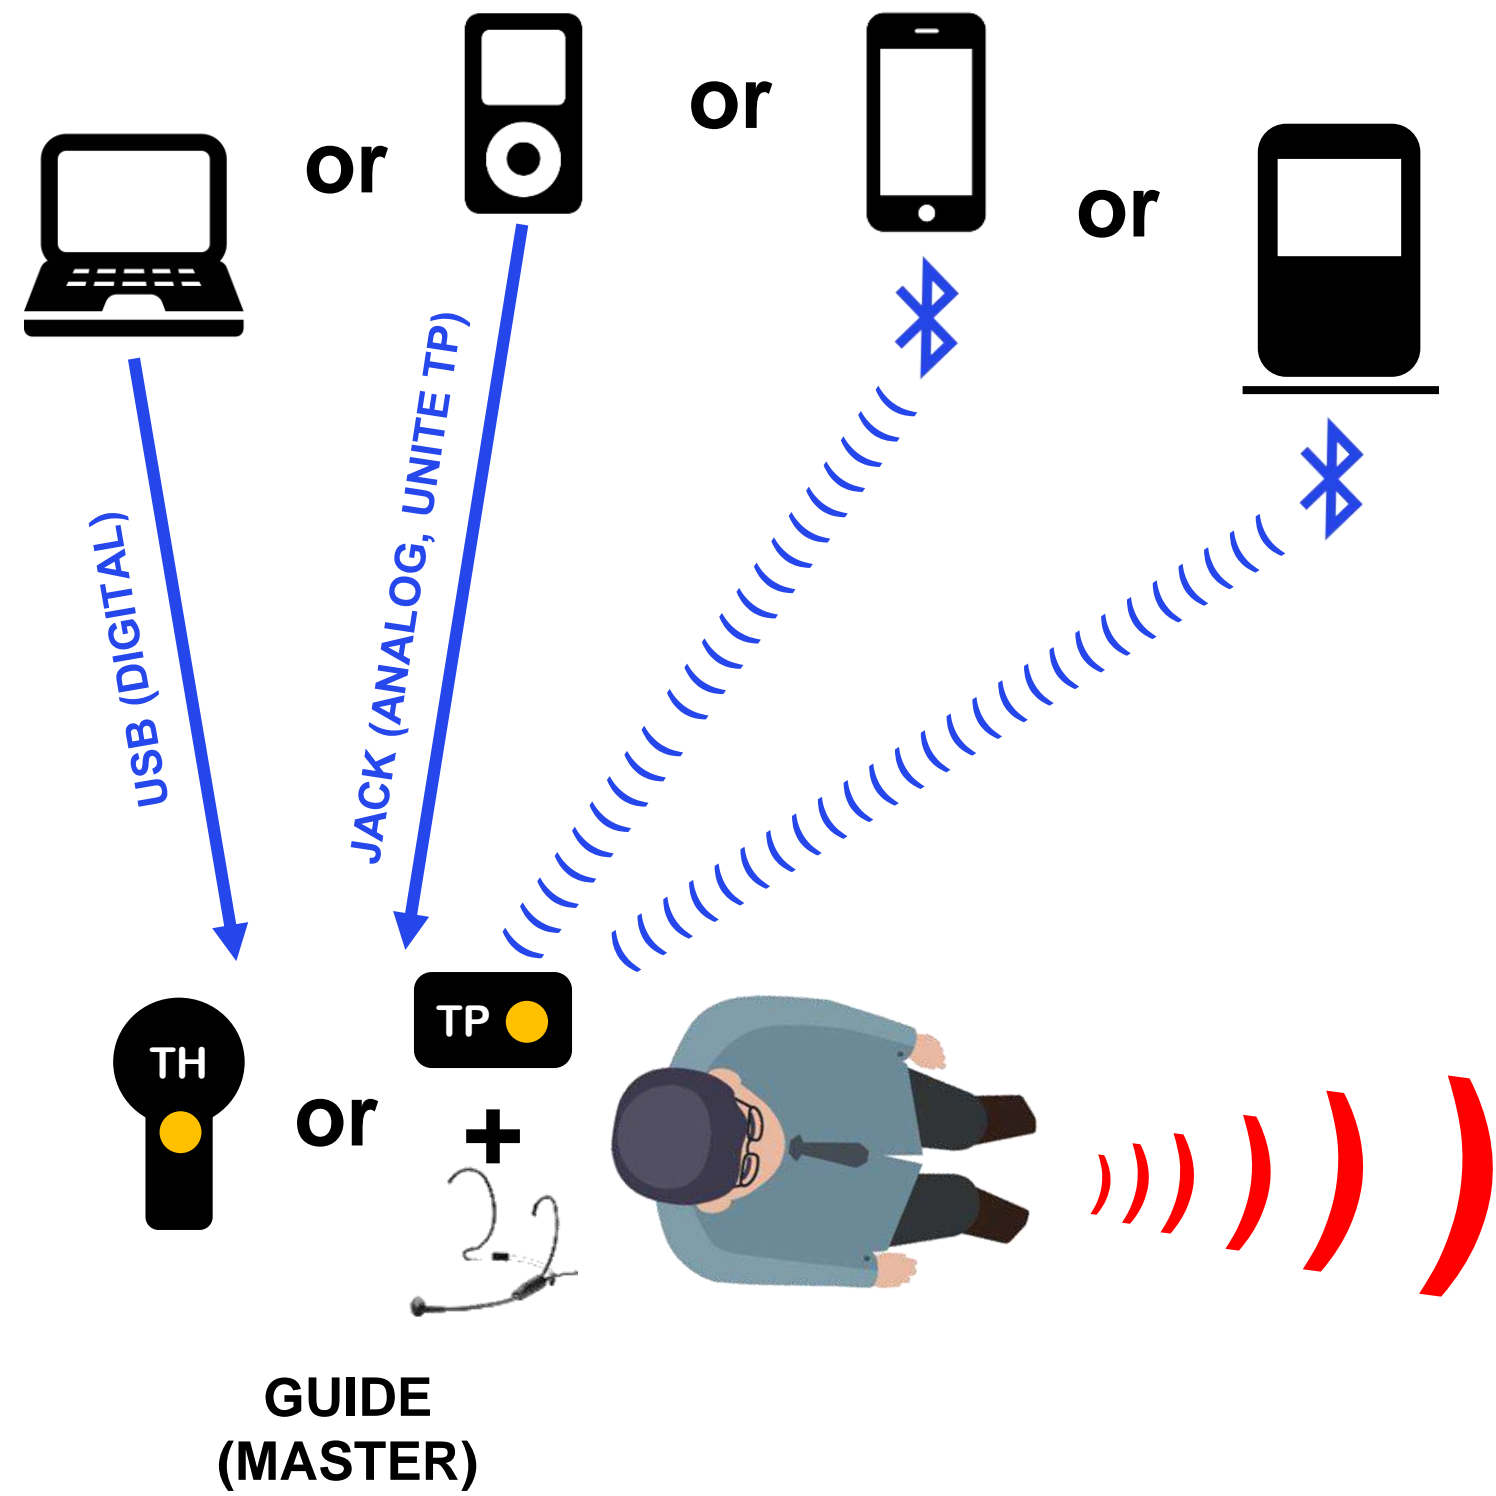 or
or
or
USB (DIGITAL)
JACK (ANALOG, UNITE TP)
TH
or
TP
+
GUIDE
(MASTER)